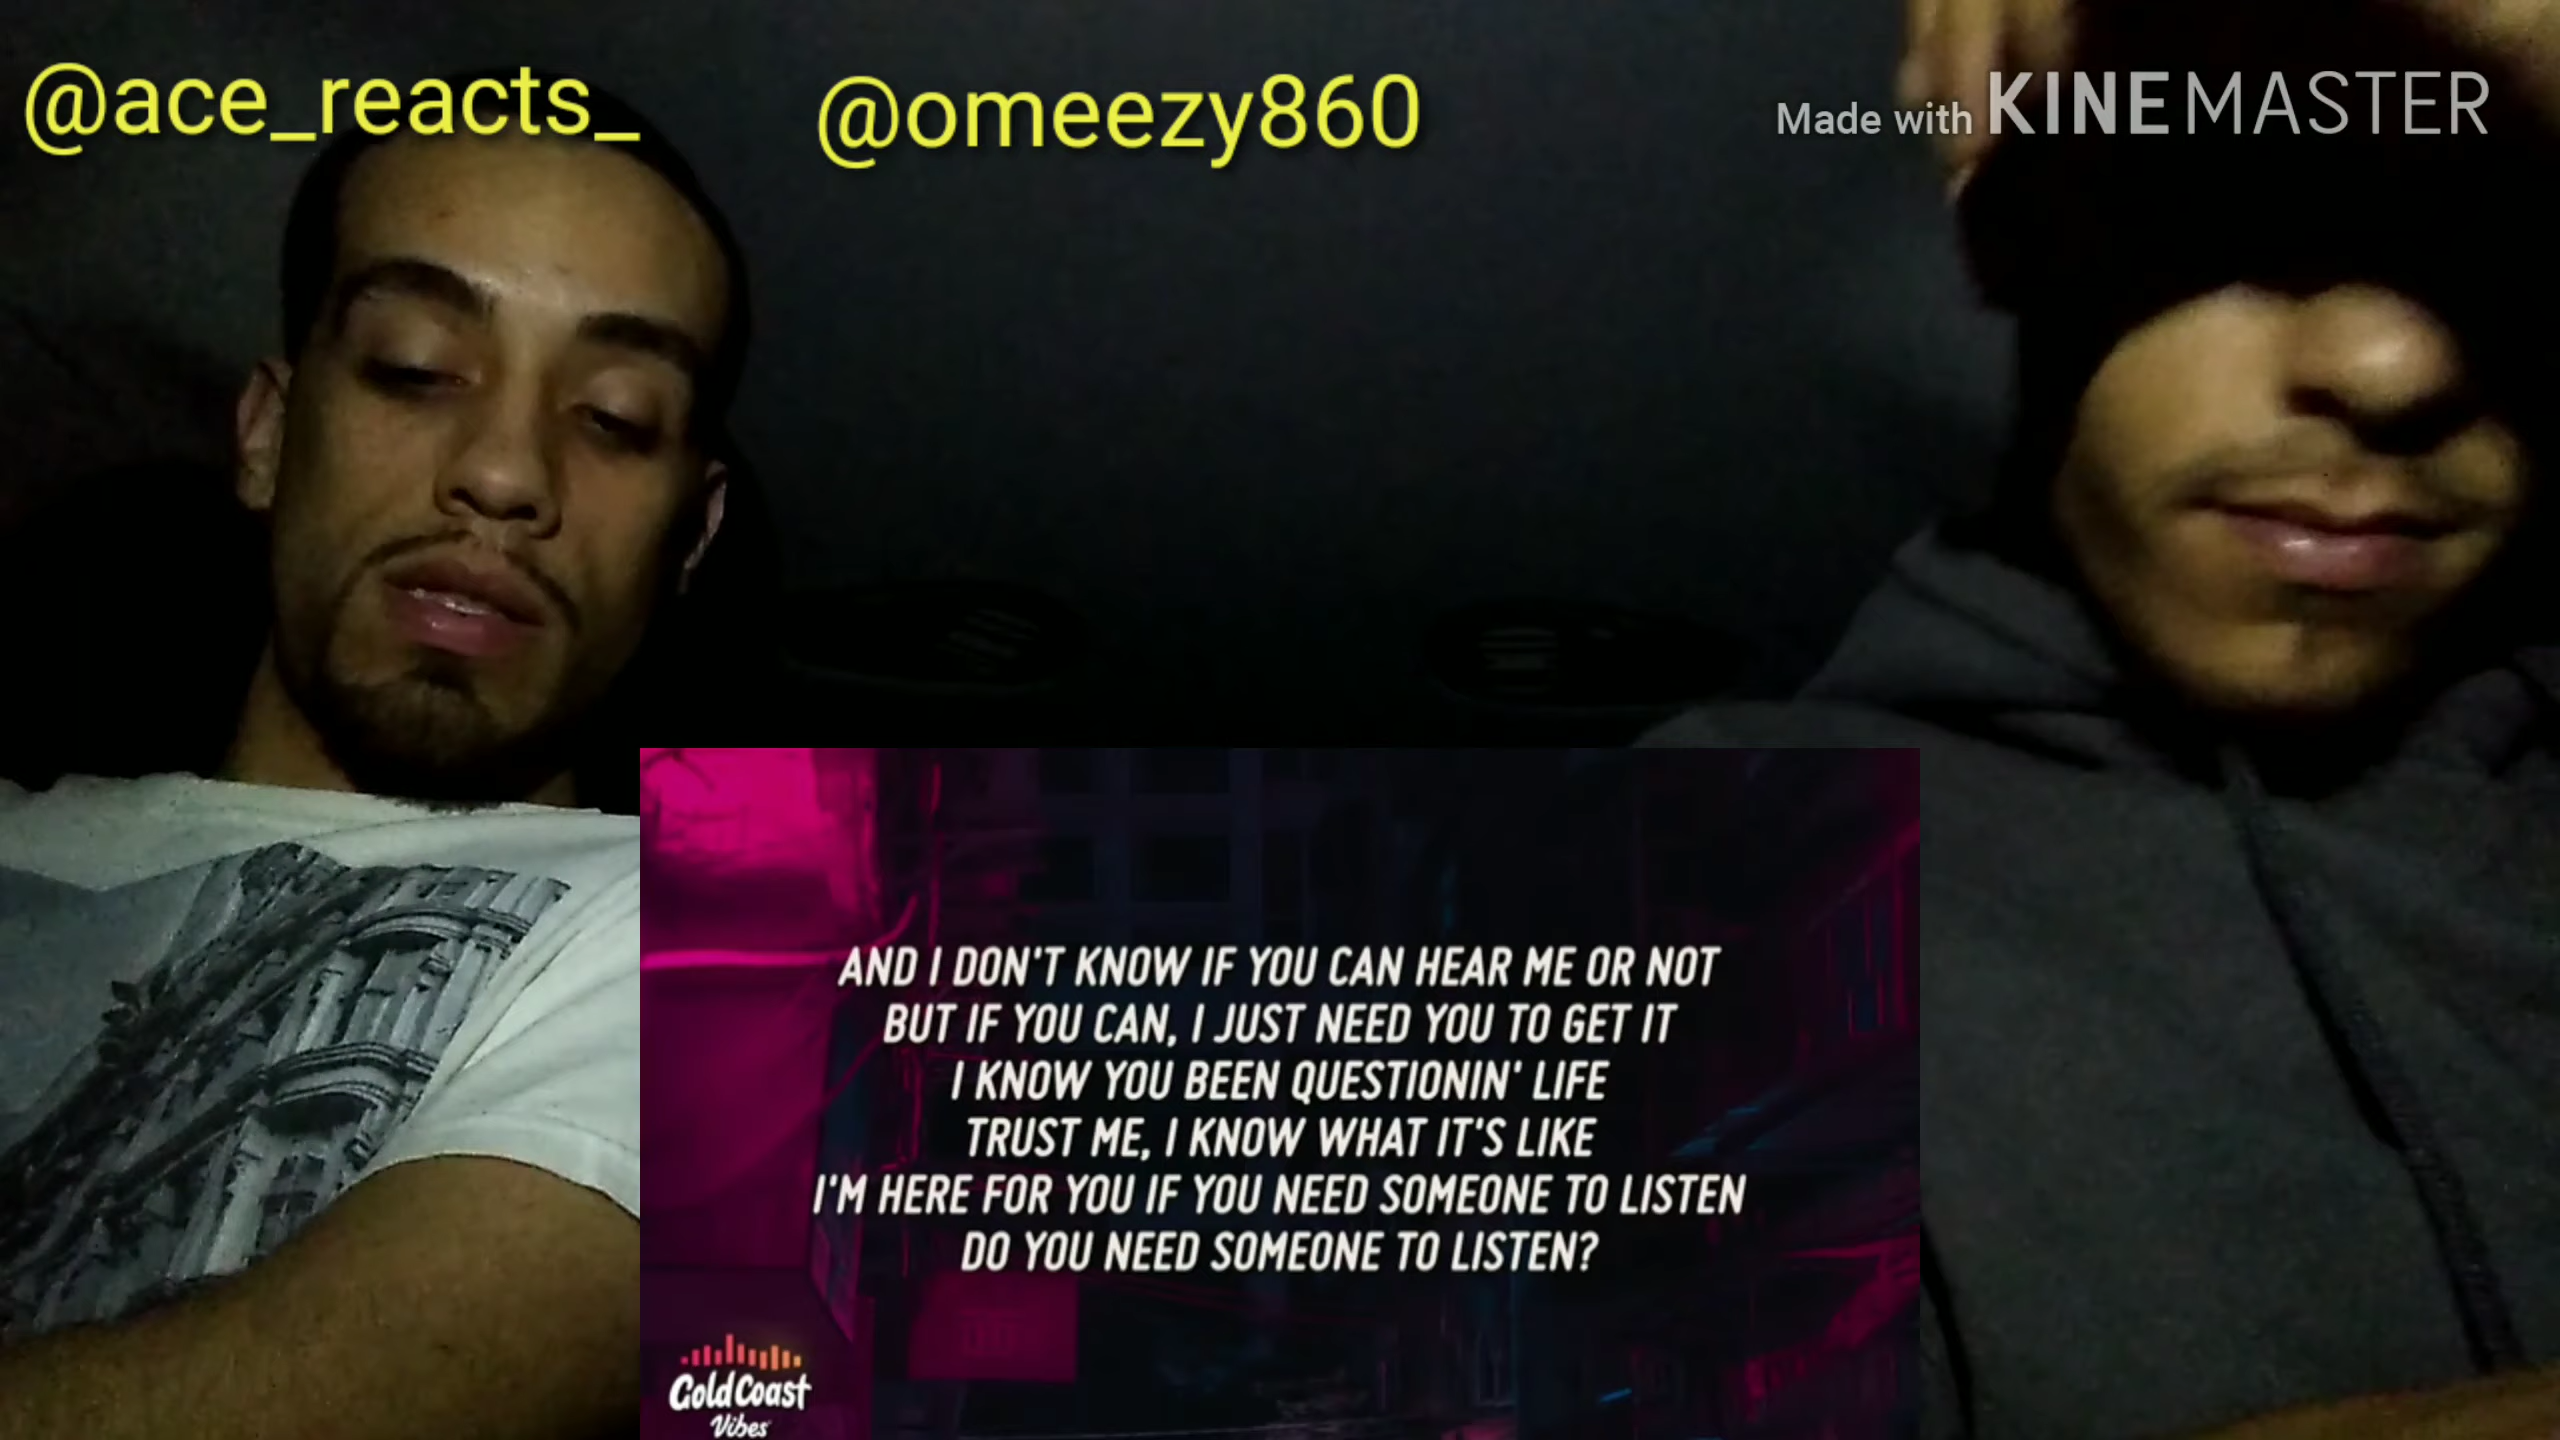 @ace_reacts_
@omeezy860
Made with KINEMASTER
AND I DON'T KNOW IF YOU CAN HEAR ME OR NOT
BUT IF YOU CAN, I JUST NEED YOU TO GET IT
I KNOW YOU BEEN QUESTIONIN' LIFE
TRUST ME, I KNOW WHAT IT'S LIKE
I'M HERE FOR YOU IF YOU NEED SOMEONE TO LISTEN
DO YOU NEED SOMEONE TO LISTEN?
Gold Coast
Vibes